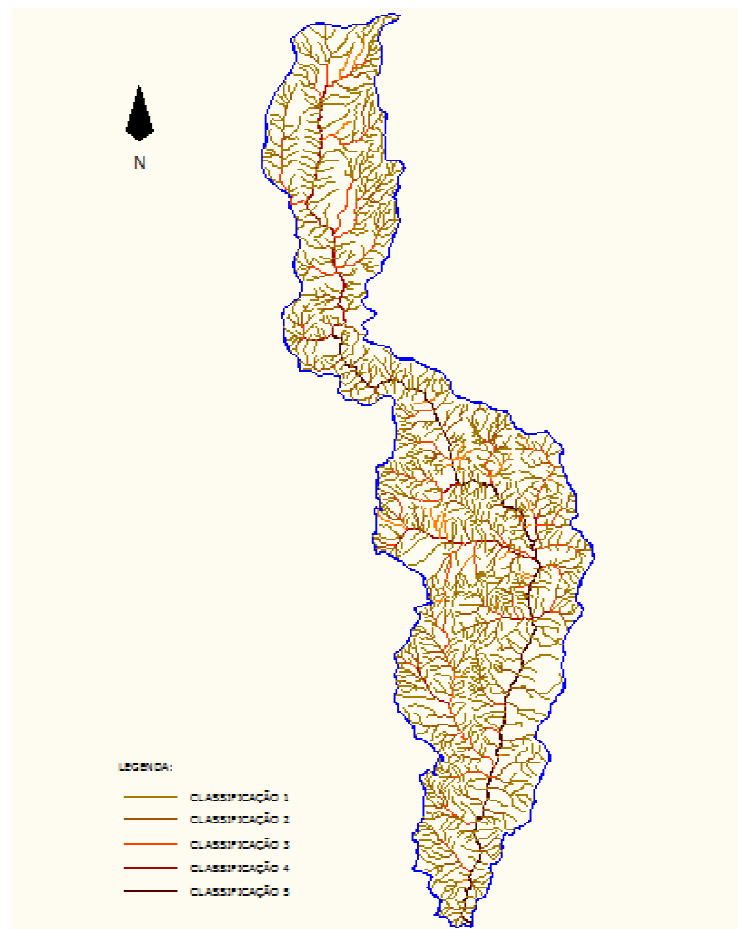 N
LEGENDA:
CLASSIFICAÇÃO 1
CLASSIFICAÇÃO 2
CLASSIFICAÇÃO 3
CLASSIFICAÇÃO 4
CLASSIFICAÇÃO 5